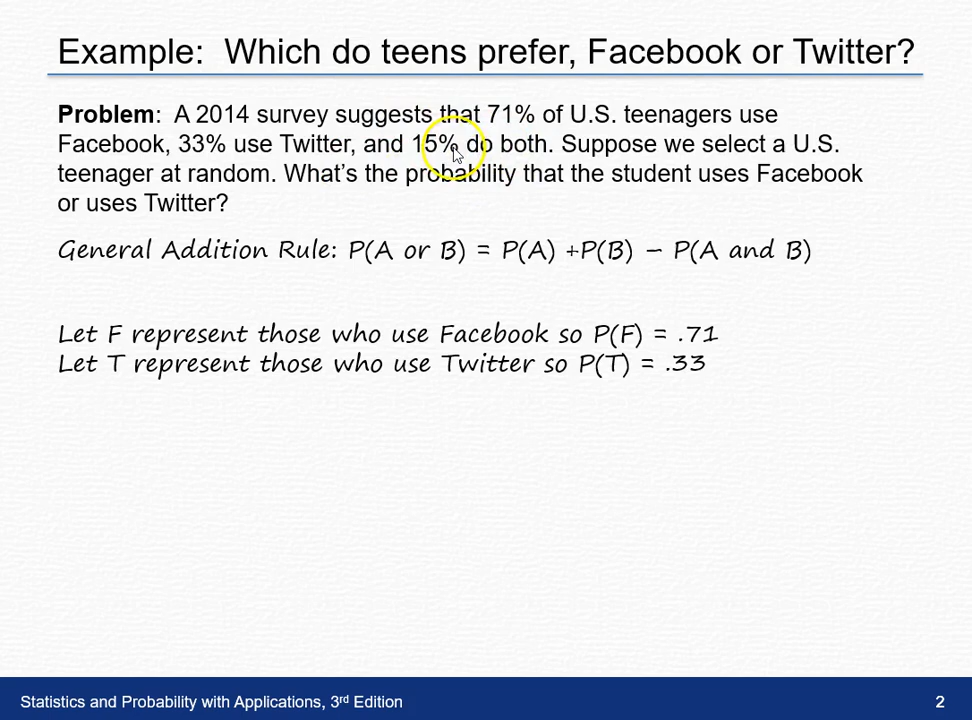 Example: Which do teens prefer, Facebook or Twitter?
Problem: A 2014 survey suggests that 71% of U.S. teenagers use
Facebook, 33% use Twitter, and 15% do both. Suppose we select a U.S.
teenager at random. What's the probability that the student uses Facebook
or uses Twitter?
General Addition Rule: P(A or B) = P(A) +P(B) – P(A and B)
Let F represent those who use Facebook so P(F) = .71
Let T represent those who use Twitter so P(T) = .33
Statistics and Probability with Applications, 3rd Edition
2